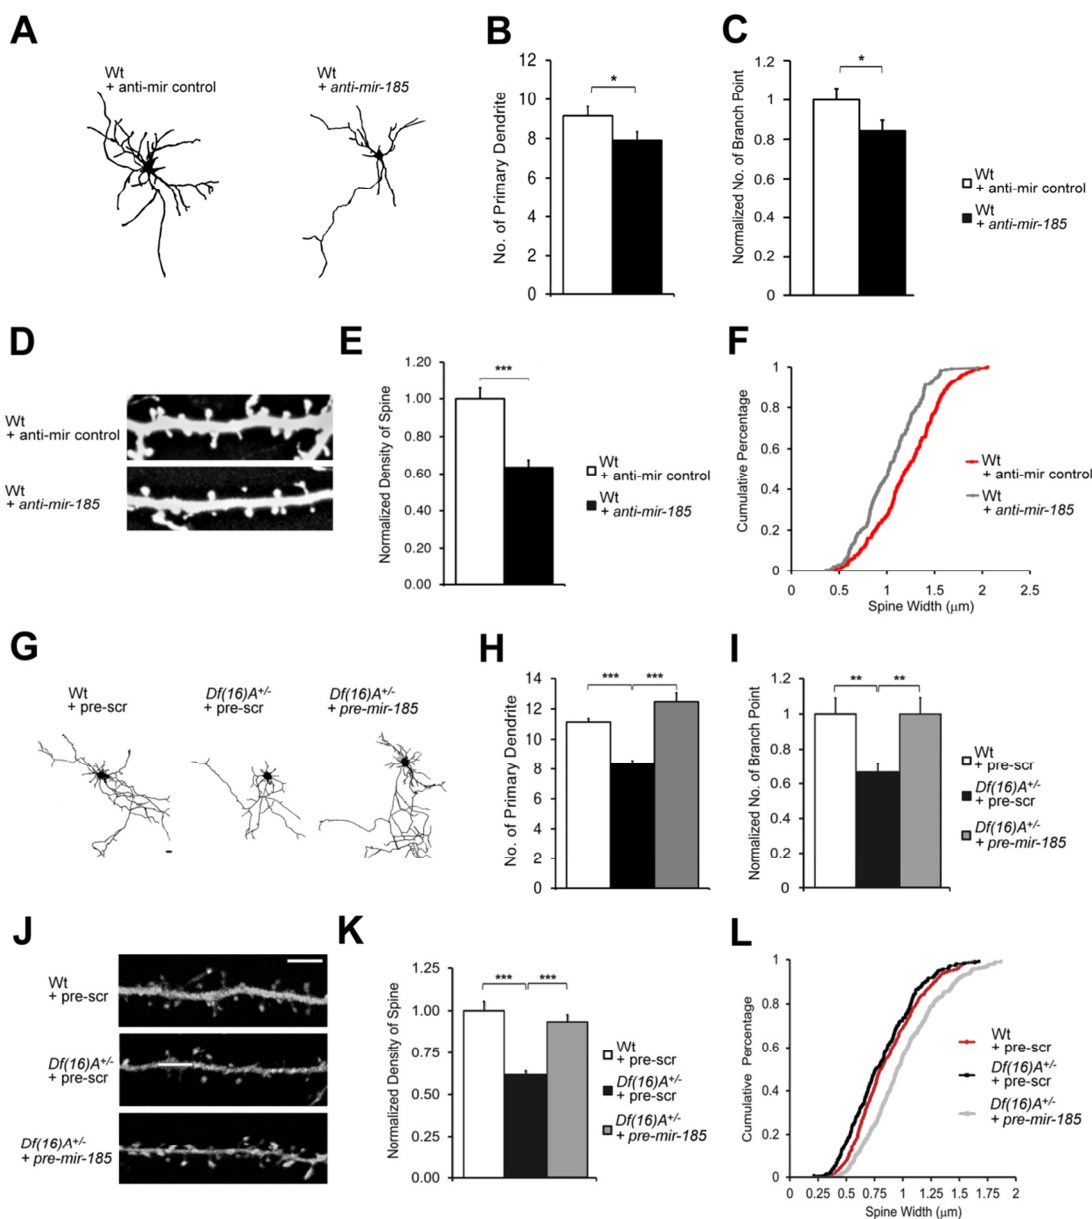 A
Wt
+ anti-mir control
Wt
+ anti-mir-185
B
No. of Primary Dendrite
12
10
8
6
4
2
0
*
C
Normalized No. of Branch Point
1.2
1
0.8
0.6
0.4
0.2
0
*
Wt
+ anti-mir control
Wt
+ anti-mir-185
D
Wt
+ anti-mir control
Wt
+ anti-mir-185
E
Normalized Density of Spine
1.20
1.00
0.80
0.60
0.40
0.20
0.00
***
Wt
+ anti-mir control
Wt
+ anti-mir-185
F
Cumulative Percentage
1
0.8
0.6
0.4
0.2
0
0 0.5 1 1.5 2 2.5
Spine Width (μm)
Wt
+ anti-mir control
Wt
+ anti-mir-185
G
Wt
+ pre-scr
Df(16)A+/-
+ pre-scr
Df(16)A+/-
+ pre-mir-185
H
No. of Primary Dendrite
14
12
10
8
6
4
2
0
*** ***
I
Normalized No. of Branch Point
1.2
1
0.8
0.6
0.4
0.2
0
** **
Wt
+ pre-scr
Df(16)A+/-
+ pre-scr
Df(16)A+/-
+ pre-mir-185
J
Wt
+ pre-scr
Df(16)A+/-
+ pre-scr
Df(16)A+/-
+ pre-mir-185
K
Normalized Density of Spine
1.25
1.00
0.75
0.50
0.25
0.00
*** ***
Wt
+ pre-scr
Df(16)A+/-
+ pre-scr
Df(16)A+/-
+ pre-mir-185
L
Cumulative Percentage
1
0.8
0.6
0.4
0.2
0
0 0.25 0.5 0.75 1 1.25 1.5 1.75 2
Spine Width (μm)
Wt
+ pre-scr
Df(16)A+/-
+ pre-scr
Df(16)A+/-
+ pre-mir-185